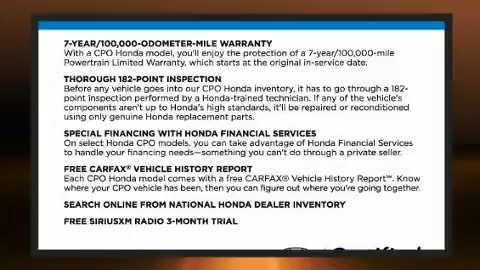 7-YEAR/100,000-ODOMETER-MILE WARRANTY
With a CPO Honda model, you'll enjoy the protection of a 7-year/100,000-mile
Powertrain Limited Warranty, which starts at the original in-service date.
THOROUGH 182-POINT INSPECTION
Before any vehicle goes into our CPO Honda inventory, it has to go through a 182-
point inspection performed by a Honda-trained technician. If any of the vehicle's
components aren't up to Honda's high standards, it'll be repaired or reconditioned
using only genuine Honda replacement parts.
SPECIAL FINANCING WITH HONDA FINANCIAL SERVICES
On select Honda CPO models, you can take advantage of Honda Financial Services
to handle your financing needs—something you can't do through a private seller.
FREE CARFAX® VEHICLE HISTORY REPORT
Each CPO Honda model comes with a free CARFAX® Vehicle History Report℠. Know
where your CPO vehicle has been, then you can figure out where you're going together.
SEARCH ONLINE FROM NATIONAL HONDA DEALER INVENTORY
FREE SIRIUSXM RADIO 3-MONTH TRIAL